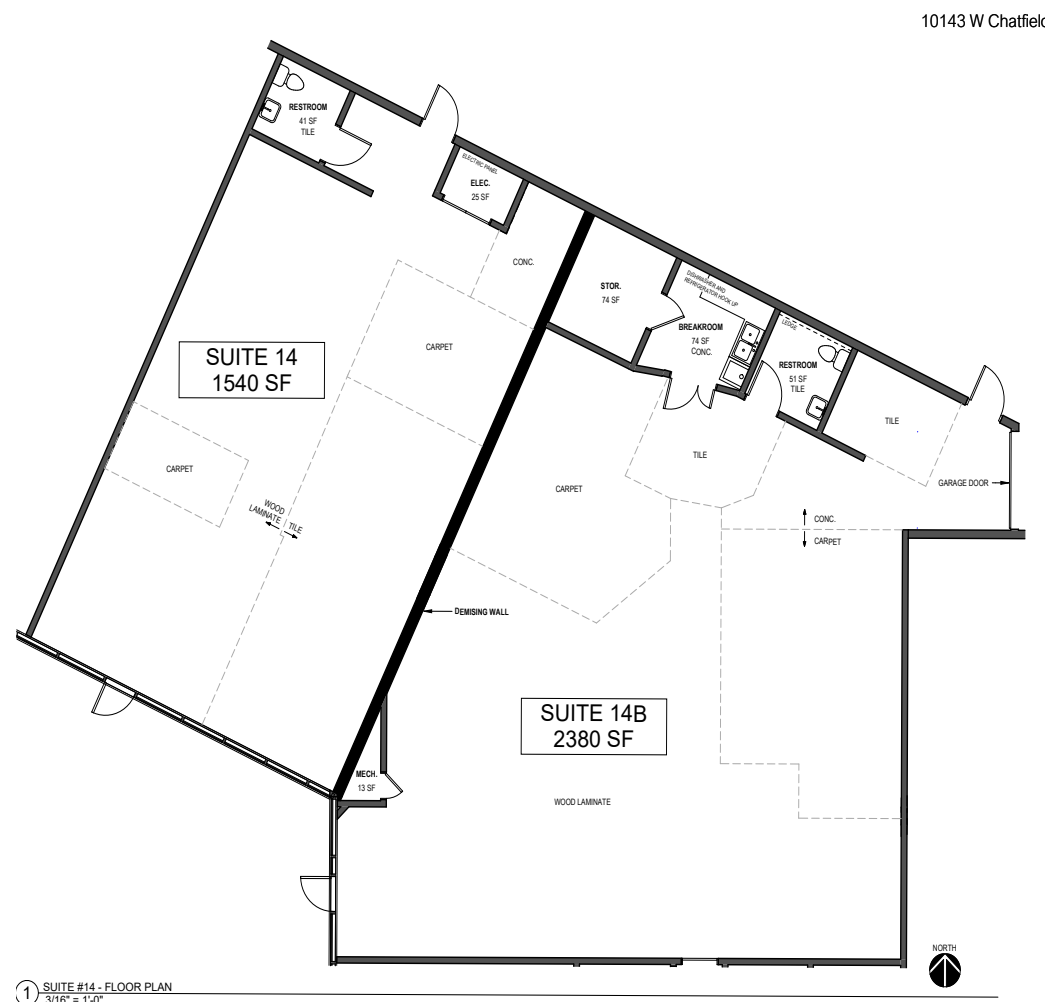 10143 W Chatfield
RESTROOM
41 SF
TILE
ELECTRIC PANEL
ELEC.
25 SF
CONC.
STOR.
74 SF
DISHWASHER AND
REFRIGERATOR HOOK UP
BREAKROOM
74 SF
CONC.
LEDGE
RESTROOM
51 SF
TILE
SUITE 14
1540 SF
CARPET
TILE
CARPET
TILE
CARPET
GARAGE DOOR
WOOD
LAMINATE
TILE
CONC.
CARPET
DEMISING WALL
SUITE 14B
2380 SF
MECH.
13 SF
WOOD LAMINATE
NORTH
1
SUITE #14 - FLOOR PLAN
3/16" = 1'-0"